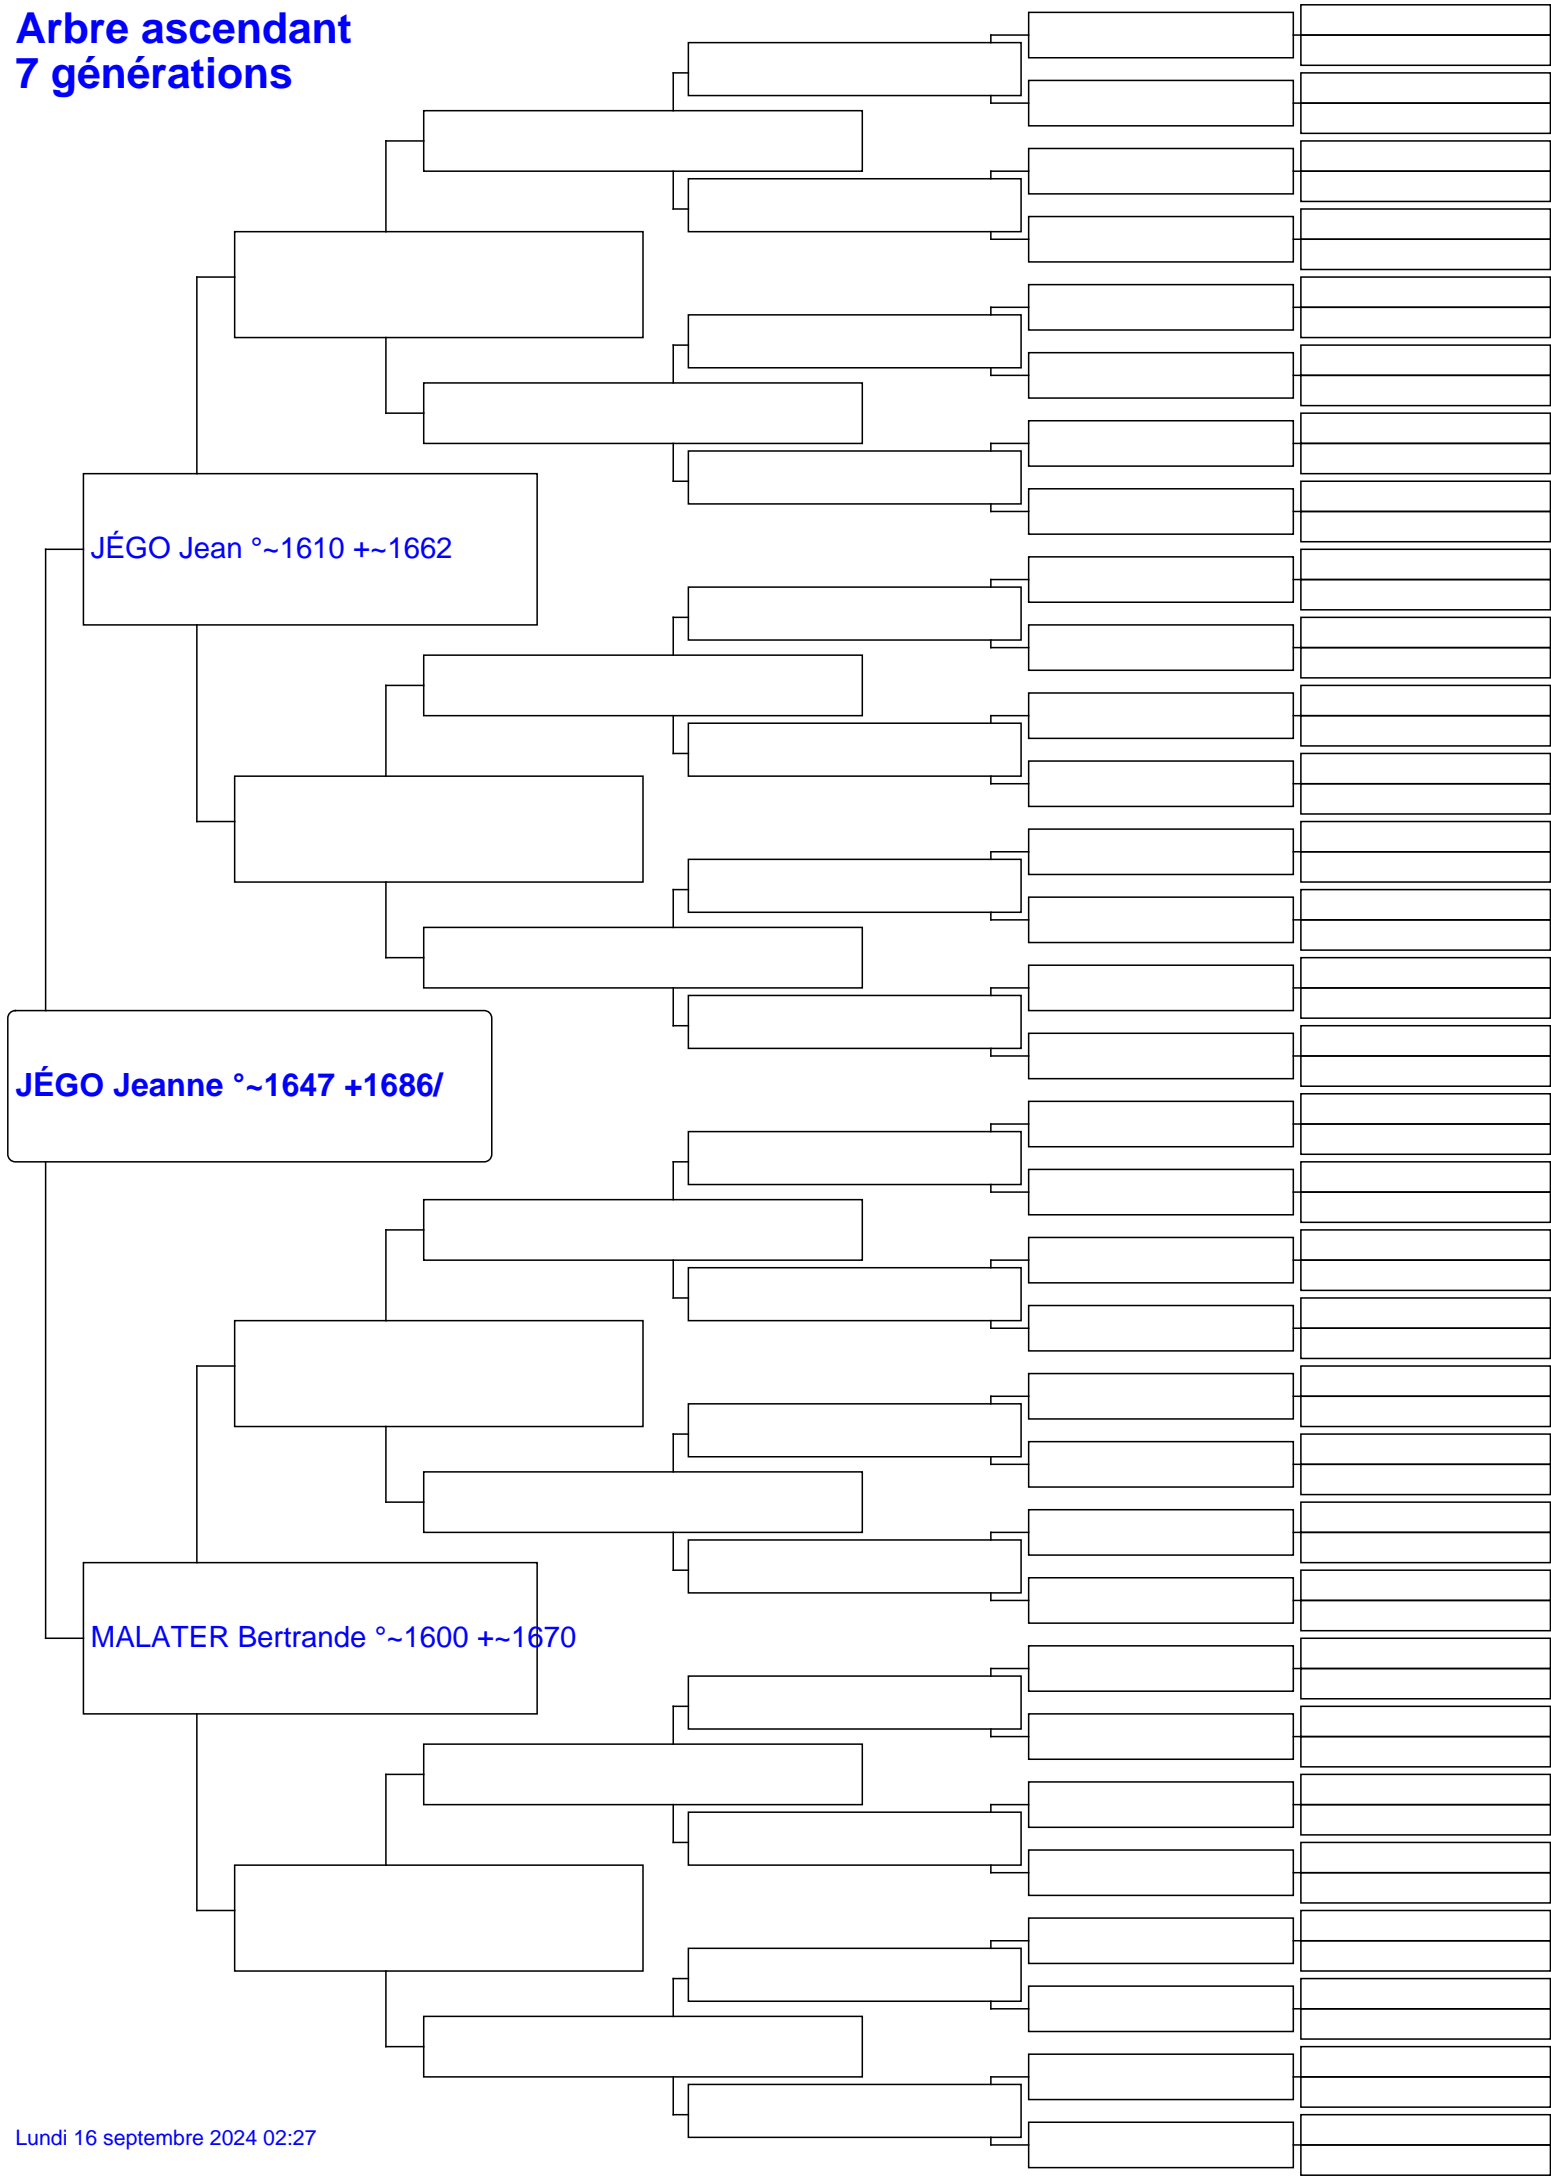 Arbre ascendant
7 générations
JÉGO Jean °~1610 +~1662
JÉGO Jeanne °~1647 +1686/
MALATER Bertrande °~1600 +~1670
Lundi 16 septembre 2024 02:27